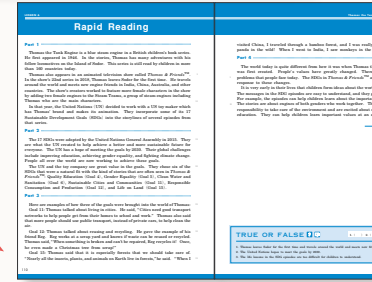 Rapid Reading
Part 1
Thomas the Tank Engine is a blue steam engine in a British children's book series.
He first appeared in 1946. In the stories, Thomas has many adventures with his
fellow locomotives on the Island of Sodor. This series is still read by children in more
than 160 countries today.
Thomas also appears in an animated television show called Thomas & Friends™.
In the show's 22nd series in 2018, Thomas leaves Sodor for the first time. He travels
around the world and meets new engine friends in India, China, Australia, and other
countries. The show's creators worked to feature more female characters in the show
by adding two female engines to the Steam Team, a group of steam engines including
Thomas who are the main characters.
In that year, the United Nations (UN) decided to work with a US toy maker which
has Thomas' brand and makes its animation. They incorporate some of its 17
Sustainable Development Goals (SDGs) into the storylines of several episodes from
that series.
Part 2
The 17 SDGs were adopted by the United Nations General Assembly in 2015. They
are what the UN created to help achieve a better and more sustainable future for
everyone. The UN has a hope of meeting the goals by 2030. Their global challenges
include improving education, achieving gender equality, and fighting climate change.
People all over the world are now working to achieve those goals.
The UN and the toy company see great value in the goals. They chose six of the
SDGs that were a natural fit with the kind of stories that are often seen in Thomas &
Friends™: Quality Education (Goal 4), Gender Equality (Goal 5), Clean Water and
Sanitation (Goal 6), Sustainable Cities and Communities (Goal 11), Responsible
Consumption and Production (Goal 12), and Life on Land (Goal 15).
Part 3
Here are examples of how three of the goals were brought into the world of Thomas:
Goal 11: Thomas talked about living in cities. He said, "Cities need good transport
networks to help people get from their homes to school and work." Thomas also said
that more people should use public transport, instead of private cars, to help clean the
air.
Goal 12: Thomas talked about reusing and recycling. He gave the example of his
friend Reg. Reg works at a scrap yard and knows if waste can be reused or recycled.
Thomas said, "When something is broken and can't be repaired, Reg recycles it! Once,
he even made a Christmas tree from scrap!"
Goal 15: Thomas said that it is especially for us that we should take care of
"Nearly all the insects, plants, and animals on Earth live in forests," he said. "When I
visited China, I traveled through a bamboo forest, and I was really
panda in the wild! When I went to India, I saw monkeys in the
Part 4
The world today is quite different from how it was when Thomas t
was first created. People's values have greatly changed. There
problems that people face today. The SDGs in Thomas & Friends™ a
response to these changes.
It is very early in their lives that children form ideas about the worl
The messages in the SDG episodes are easy to understand, and they
For example, the episodes can help children learn about the importan
The stories are about engines of both genders who work together. Th
responsibility to take care of the environment and are excited about
education. They can help children learn important values at an
TRUE OR FALSE